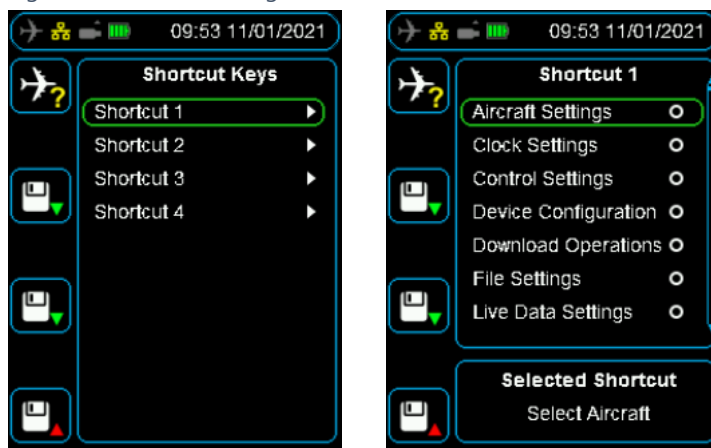 09:53 11/01/2021
Shortcut Keys
Shortcut 1
Shortcut 2
Shortcut 3
Shortcut 4
09:53 11/01/2021
Shortcut 1
Aircraft Settings
Clock Settings
Control Settings
Device Configuration
Download Operations
File Settings
Live Data Settings
Selected Shortcut
Select Aircraft